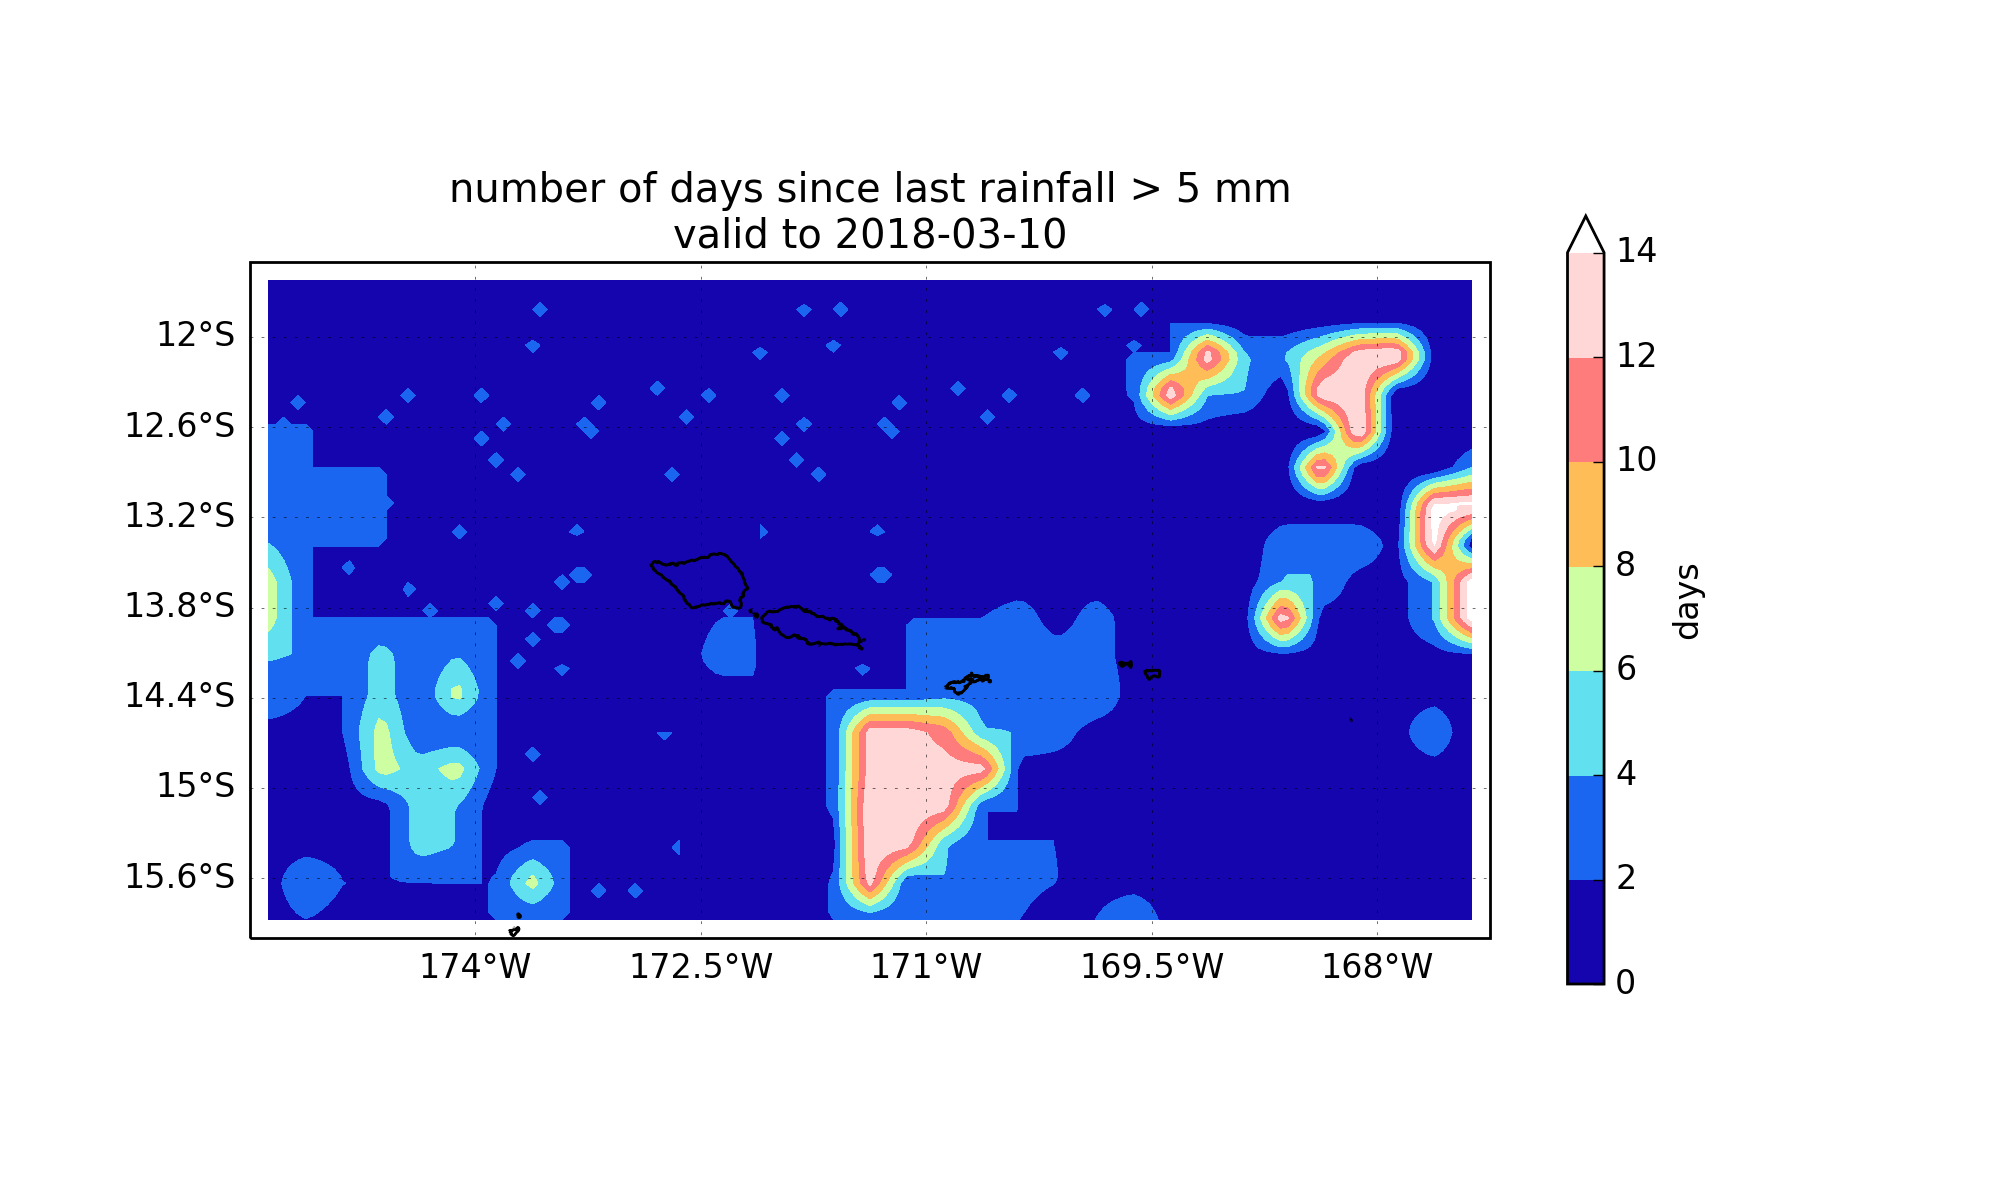 number of days since last rainfall > 5 mm
valid to 2018-03-10
12°S
12.6°S
13.2°S
13.8°S
14.4°S
15°S
15.6°S
174°W
172.5°W
171°W
169.5°W
168°W
14
12
10
8
6
4
2
0
days